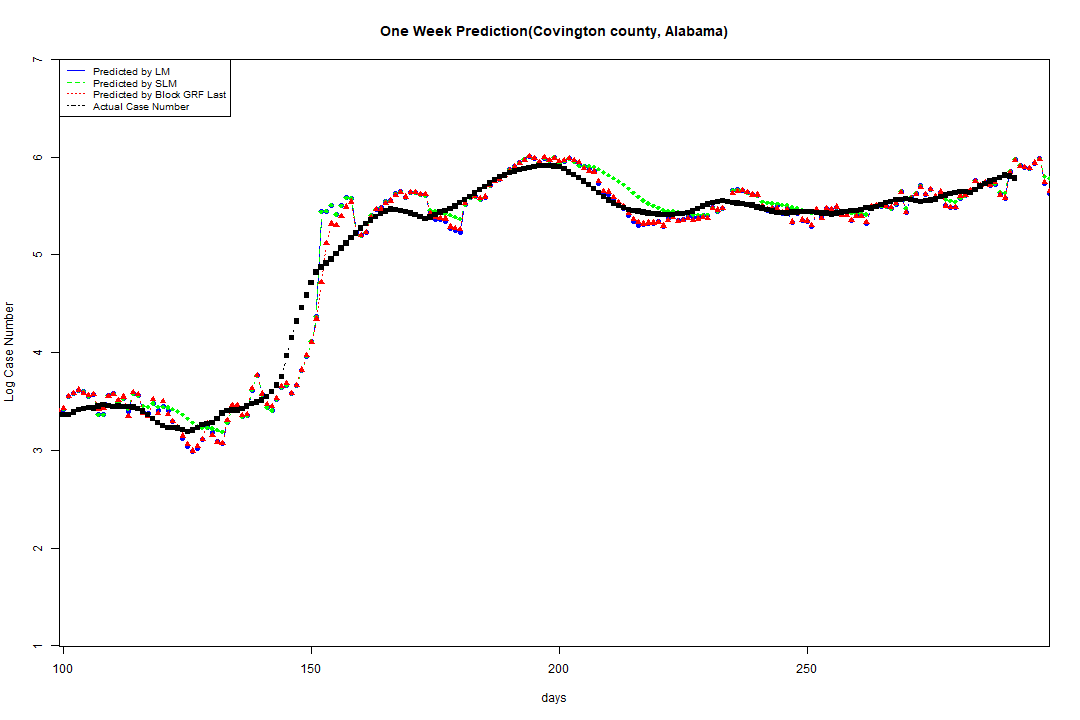 One Week Prediction(Covington county, Alabama)
Predicted by LM
Predicted by SLM
Predicted by Block GRF Last
Actual Case Number
7
6
5
4
3
2
1
Log Case Number
100
150
200
250
days